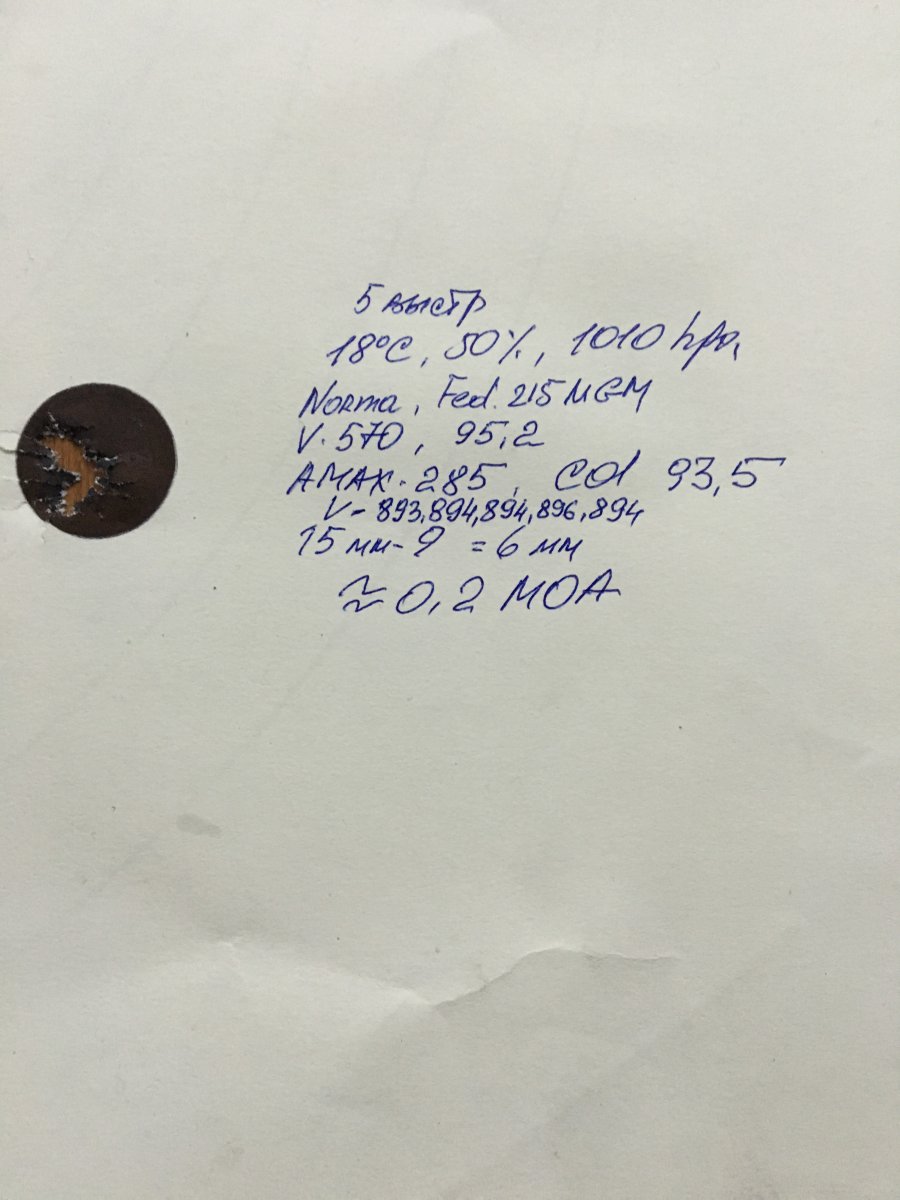 5 выстр
18°C, 50%, 1010 hPa,
Norma, Fed. 215 MGM
V-570, 95,2
AMAX-285, COL 93,5
V- 893, 894, 894, 896, 894
15 мм - 9 = 6 мм
≈ 0,2 MOA